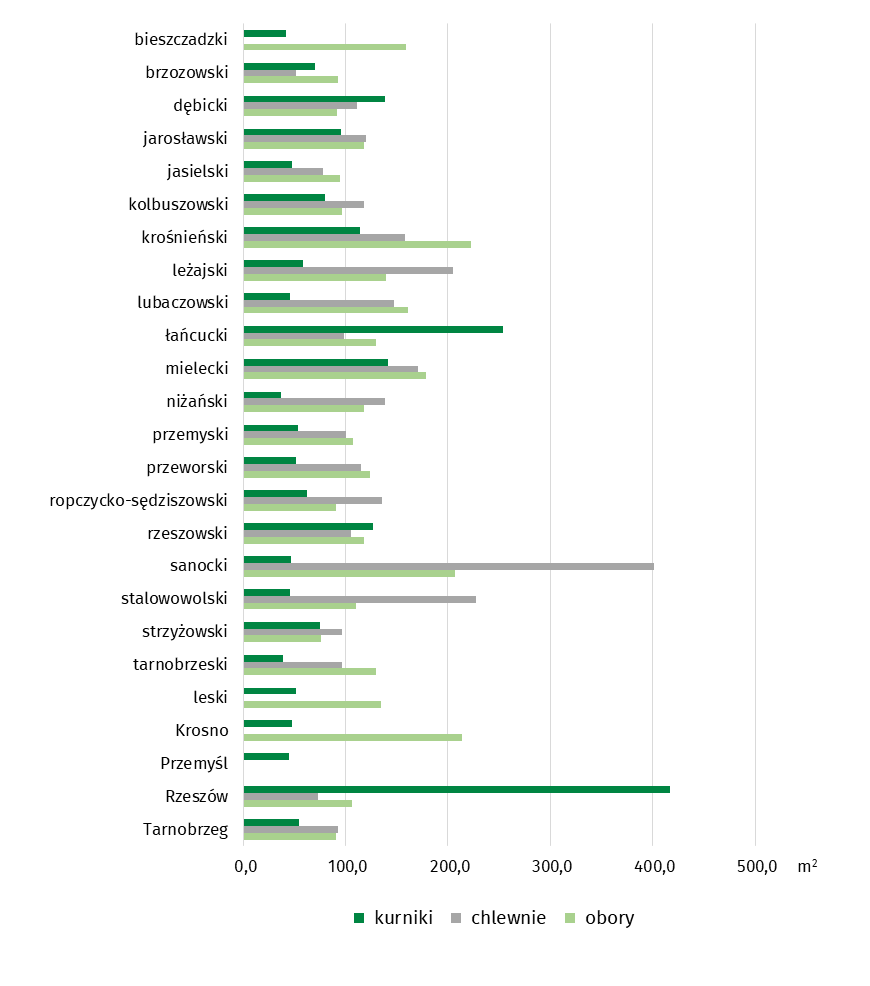 bieszczadzki
brzozowski
dębicki
jarosławski
jasielski
kolbuszowski
krośnieński
leżajski
lubaczowski
łańcucki
mielecki
niżański
przemyski
przeworski
ropczycko-sędziszowski
rzeszowski
sanocki
stalowowolski
strzyżowski
tarnobrzeski
leski
Krosno
Przemyśl
Rzeszów
Tarnobrzeg
0,0 100,0 200,0 300,0 400,0 500,0 m²
kurniki chlewnie obory